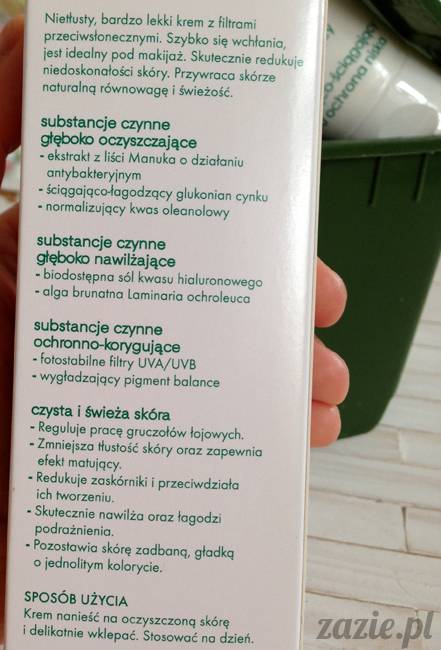 Nietłusty, bardzo lekki krem z filtrami
przeciwsłonecznymi. Szybko się wchłania,
jest idealny pod makijaż. Skutecznie redukuje
niedoskonałości skóry. Przywraca skórze
naturalną równowagę i świeżość.
substancje czynne
głęboko oczyszczające
- ekstrakt z liści Manuka o działaniu
antybakteryjnym
- ściągająco-łagodzący glukonian cynku
- normalizujący kwas oleanolowy
substancje czynne
głęboko nawilżające
- biodostępna sól kwasu hialuronowego
- alga brunatna Laminaria ochroleuca
substancje czynne
ochronno-korygujące
- fotostabilne filtry UVA/UVB
- wygładzający pigment balance
czysta i świeża skóra
- Reguluje pracę gruczołów łojowych.
- Zmniejsza tłustość skóry oraz zapewnia
efekt matujący.
- Redukuje zaskórniki i przeciwdziała
ich tworzeniu.
- Skutecznie nawilża oraz łagodzi
podrażnienia.
- Pozostawia skórę zadbaną, gładką
o jednolitym kolorycie.
SPOSÓB UŻYCIA
Krem nanieść na oczyszczoną skórę
i delikatnie wklepać. Stosować na dzień.
ochrona niska
zazie.pl